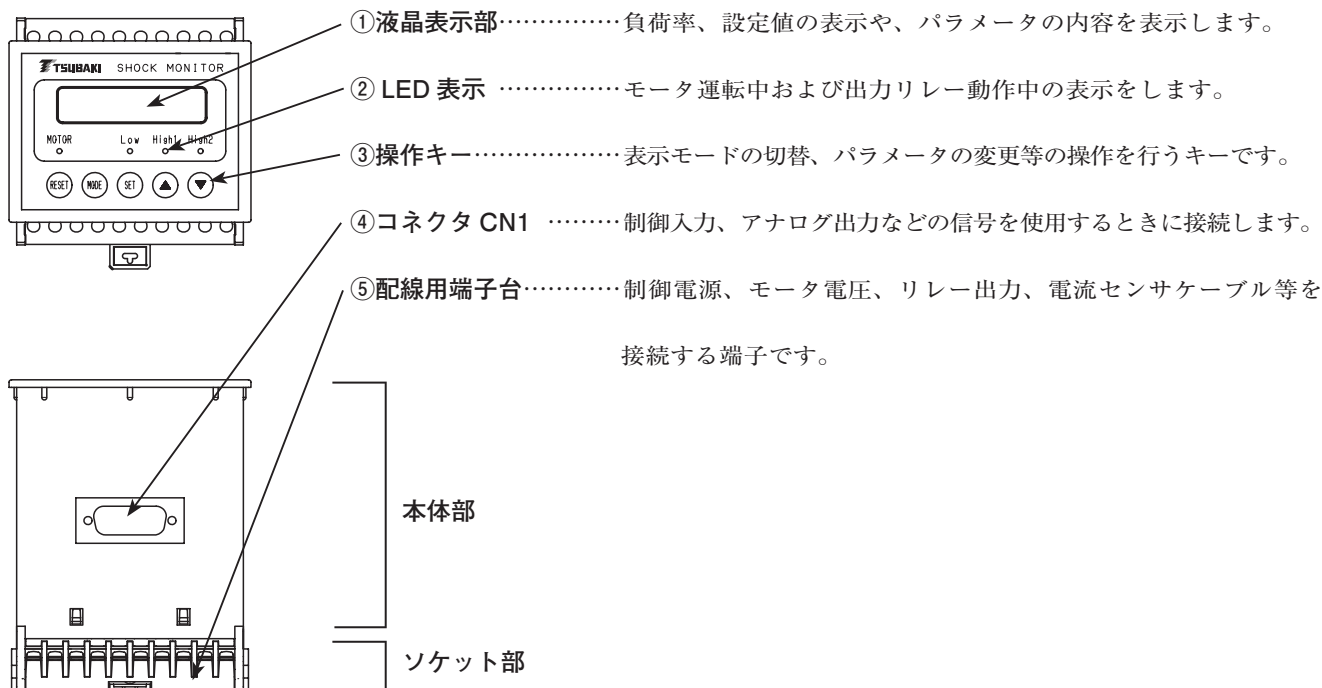 ①液晶表示部……………負荷率、設定値の表示や、パラメータの内容を表示します。
TSUBAKI SHOCK MONITOR
② LED 表示 ……………モータ運転中および出力リレー動作中の表示をします。
MOTOR Low High1 High2
③操作キー………………表示モードの切替、パラメータの変更等の操作を行うキーです。
RESET MODE SET ▲ ▼
④コネクタ CN1 ………制御入力、アナログ出力などの信号を使用するときに接続します。
⑤配線用端子台…………制御電源、モータ電圧、リレー出力、電流センサケーブル等を
接続する端子です。
本体部
ソケット部